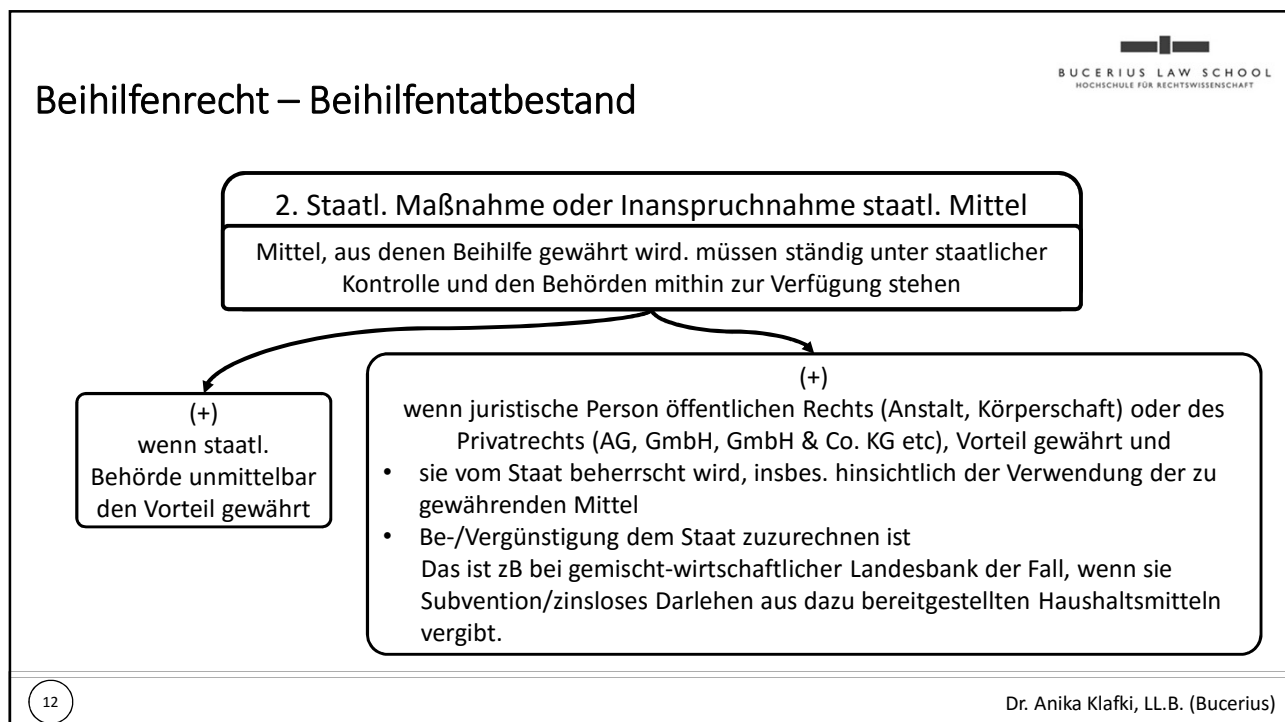 BUCERIUS LAW SCHOOL
HOCHSCHULE FÜR RECHTSWISSENSCHAFT
Beihilfenrecht – Beihilfentatbestand
2. Staatl. Maßnahme oder Inanspruchnahme staatl. Mittel
Mittel, aus denen Beihilfe gewährt wird. müssen ständig unter staatlicher
Kontrolle und den Behörden mithin zur Verfügung stehen
(+)
wenn staatl.
Behörde unmittelbar
den Vorteil gewährt
(+)
wenn juristische Person öffentlichen Rechts (Anstalt, Körperschaft) oder des
Privatrechts (AG, GmbH, GmbH & Co. KG etc), Vorteil gewährt und
• sie vom Staat beherrscht wird, insbes. hinsichtlich der Verwendung der zu
gewährenden Mittel
• Be-/Vergünstigung dem Staat zuzurechnen ist
Das ist zB bei gemischt-wirtschaftlicher Landesbank der Fall, wenn sie
Subvention/zinsloses Darlehen aus dazu bereitgestellten Haushaltsmitteln
vergibt.
12
Dr. Anika Klafki, LL.B. (Bucerius)